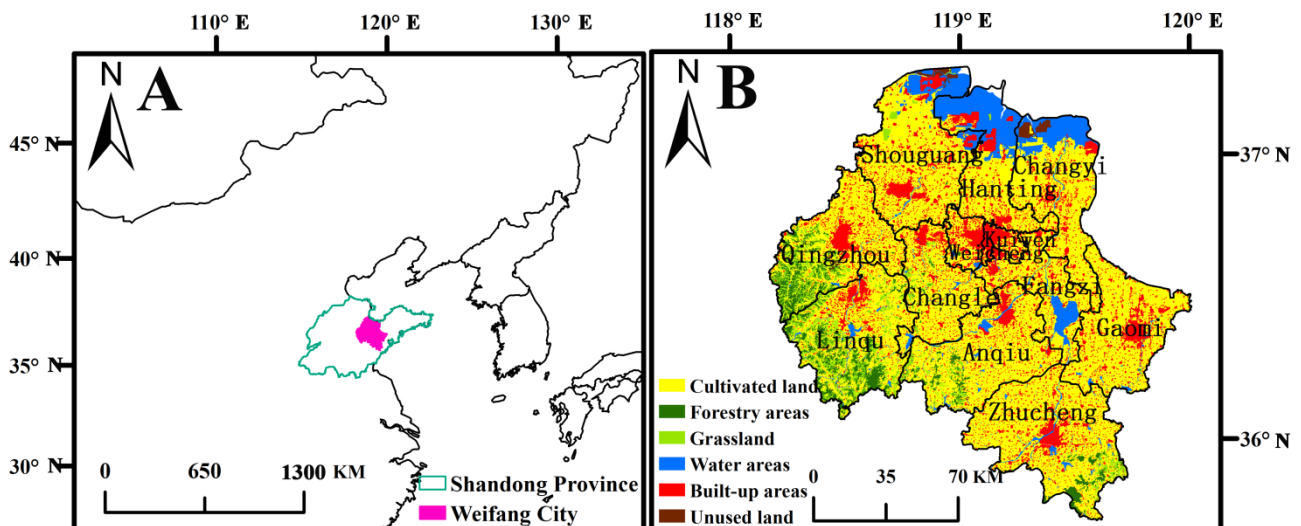 110° E
120° E
130° E
N
A
45° N
40° N
35° N
30° N
0
650
1300 KM
Shandong Province
Weifang City
118° E
119° E
120° E
N
B
37° N
36° N
Shouguang
Changyi
Hanting
Kuiwen
Weicheng
Qingzhou
Fangzi
Changle
Gaomi
Linqu
Anqiu
Zhucheng
Cultivated land
Forestry areas
Grassland
Water areas
Built-up areas
Unused land
0
35
70 KM